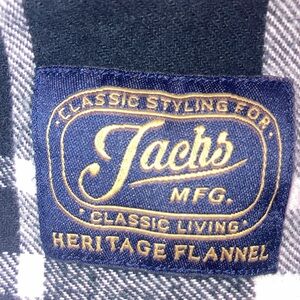 ·CLASSIC STYLING FOR·
Jachs
MFG.
·CLASSIC LIVING·
HERITAGE FLANNEL